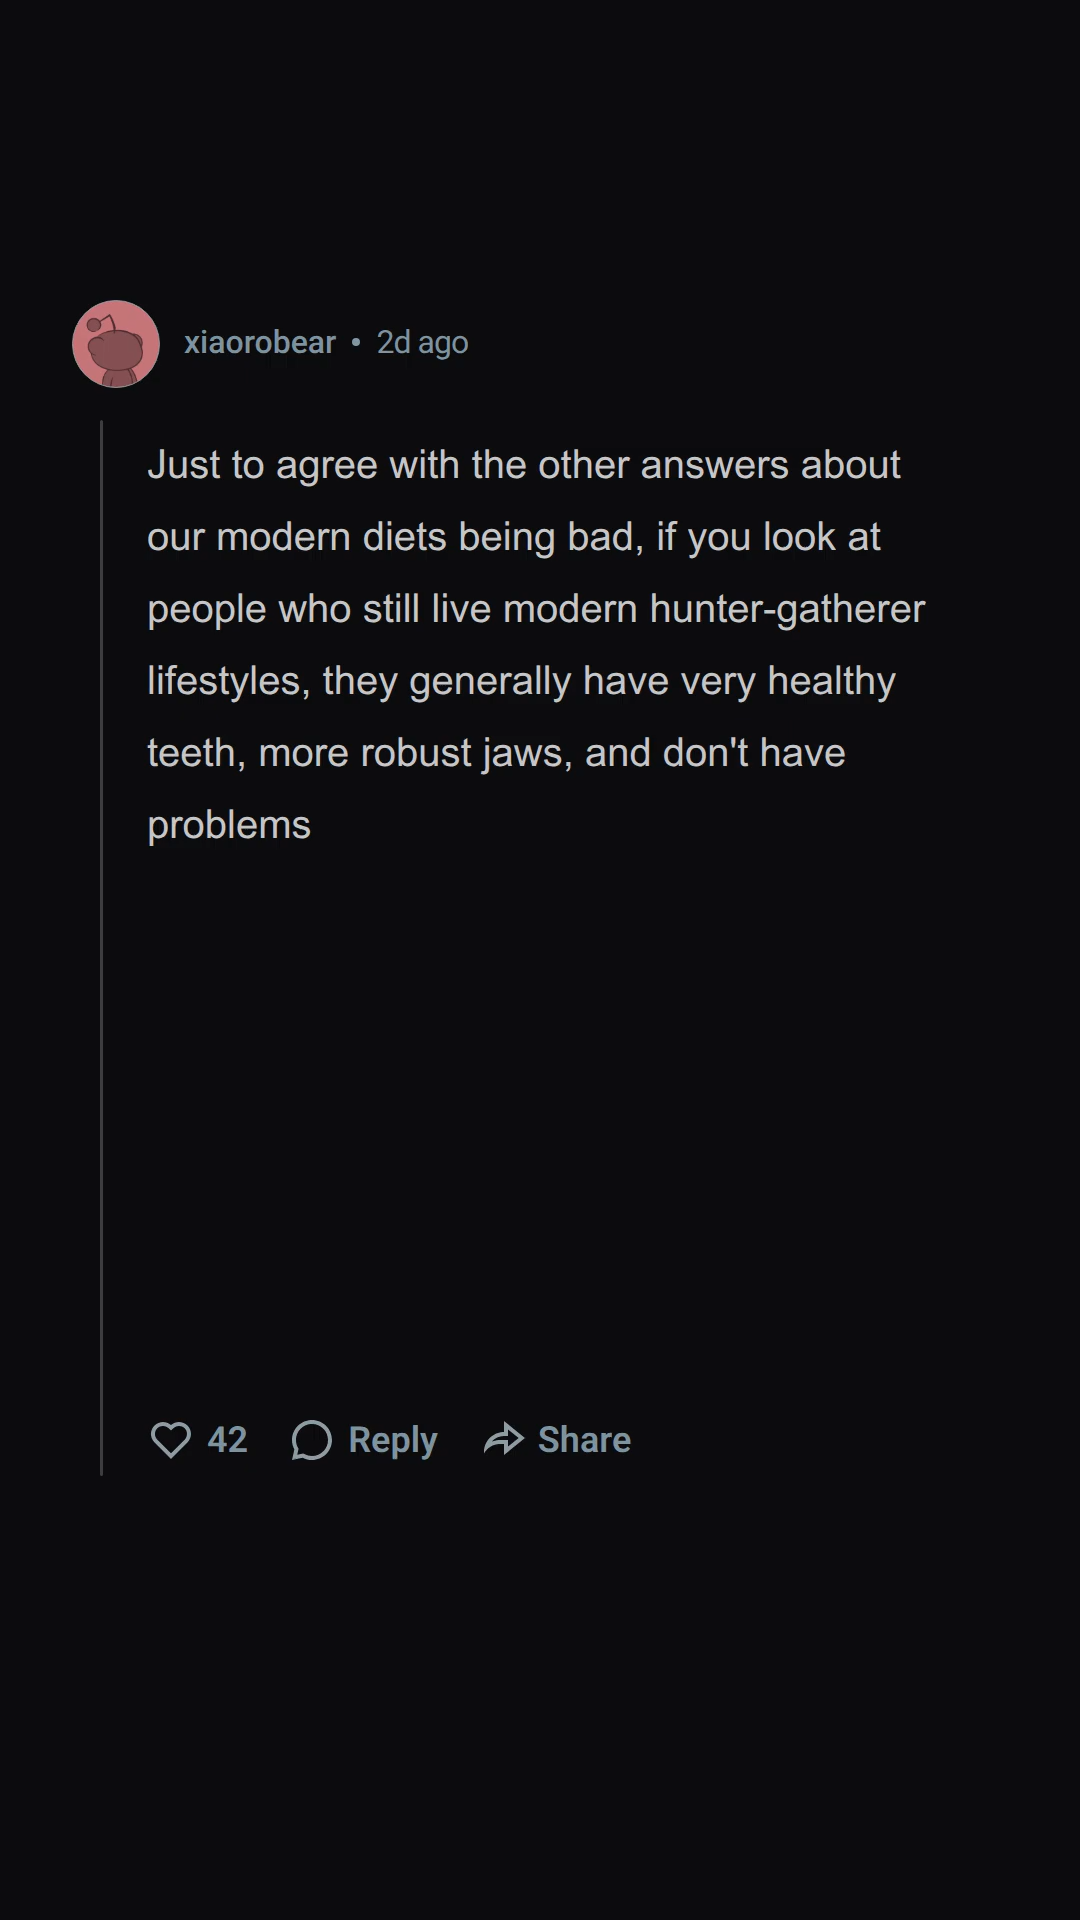 xiaorobear • 2d ago
Just to agree with the other answers about
our modern diets being bad, if you look at
people who still live modern hunter-gatherer
lifestyles, they generally have very healthy
teeth, more robust jaws, and don't have
problems
42 Reply Share